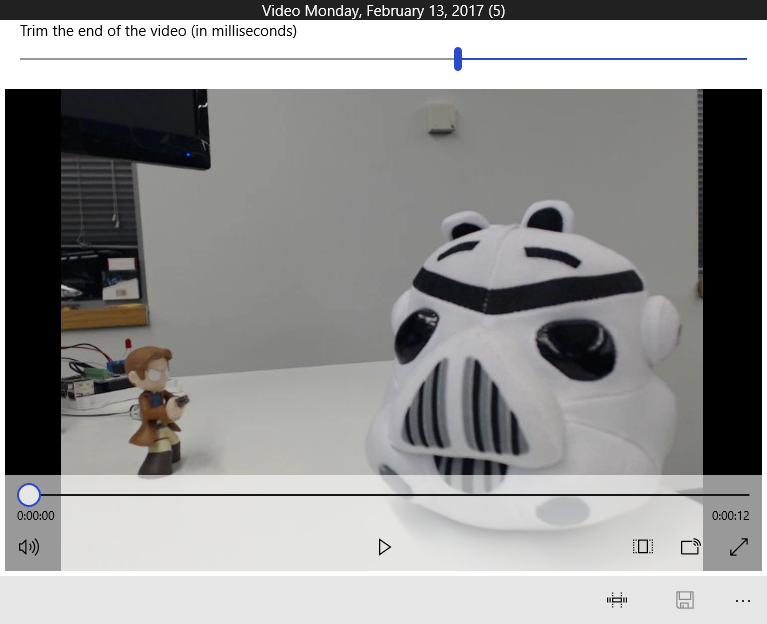 Video Monday, February 13, 2017 (5)
Trim the end of the video (in milliseconds)
0:00:00
0:00:12